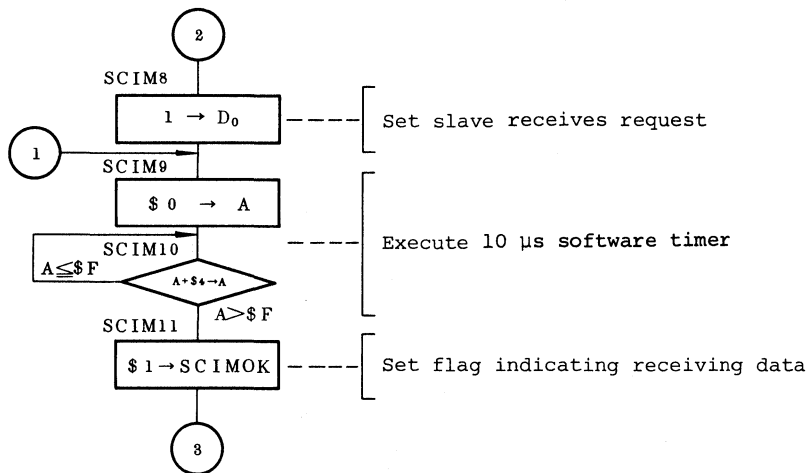 2
SCIM8
1 → D₀
Set slave receives request
1
SCIM9
$0 → A
SCIM10
Execute 10 µs software timer
A≦$F
A+$4→A
A>$F
SCIM11
$1→SCIMOK
Set flag indicating receiving data
3